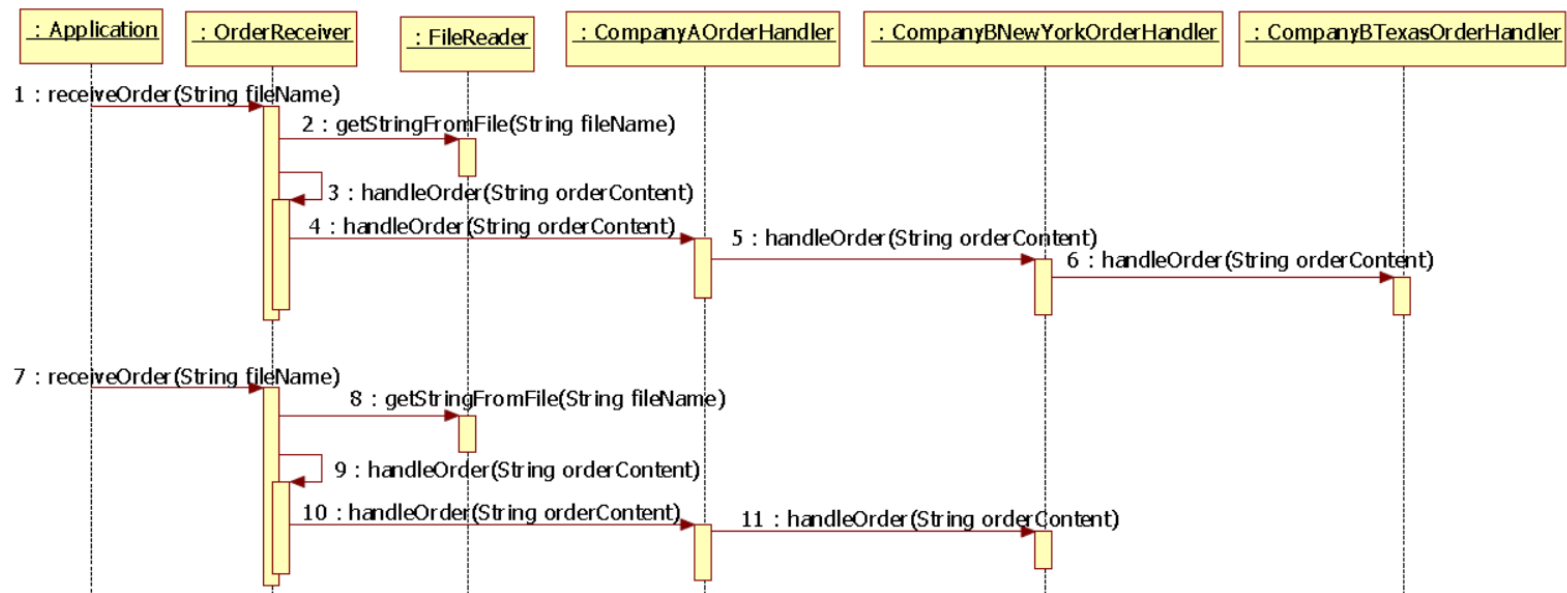 : Application
: OrderReceiver
: FileReader
: CompanyAOrderHandler
: CompanyBNewYorkOrderHandler
: CompanyBTexasOrderHandler
1 : receiveOrder(String fileName)
2 : getStringFromFile(String fileName)
3 : handleOrder(String orderContent)
4 : handleOrder(String orderContent)
5 : handleOrder(String orderContent)
6 : handleOrder(String orderContent)
7 : receiveOrder(String fileName)
8 : getStringFromFile(String fileName)
9 : handleOrder(String orderContent)
10 : handleOrder(String orderContent)
11 : handleOrder(String orderContent)